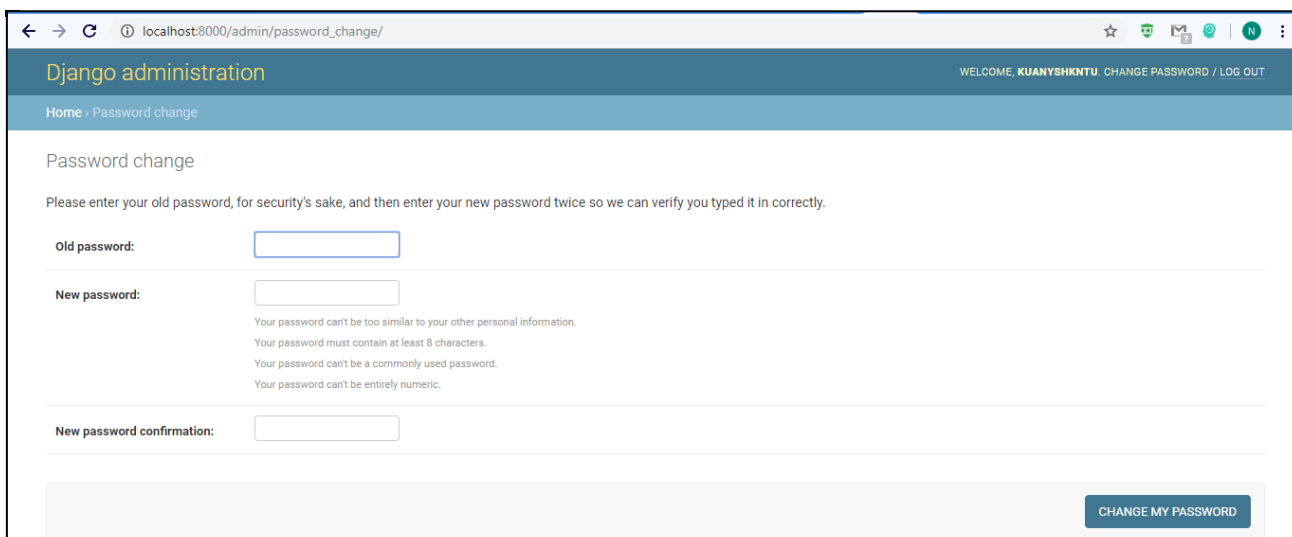 localhost:8000/admin/password_change/
N
Django administration
WELCOME, KUANYSHKNTU. CHANGE PASSWORD / LOG OUT
Home › Password change
Password change
Please enter your old password, for security's sake, and then enter your new password twice so we can verify you typed it in correctly.
Old password:
New password:
Your password can't be too similar to your other personal information.
Your password must contain at least 8 characters.
Your password can't be a commonly used password.
Your password can't be entirely numeric.
New password confirmation:
CHANGE MY PASSWORD